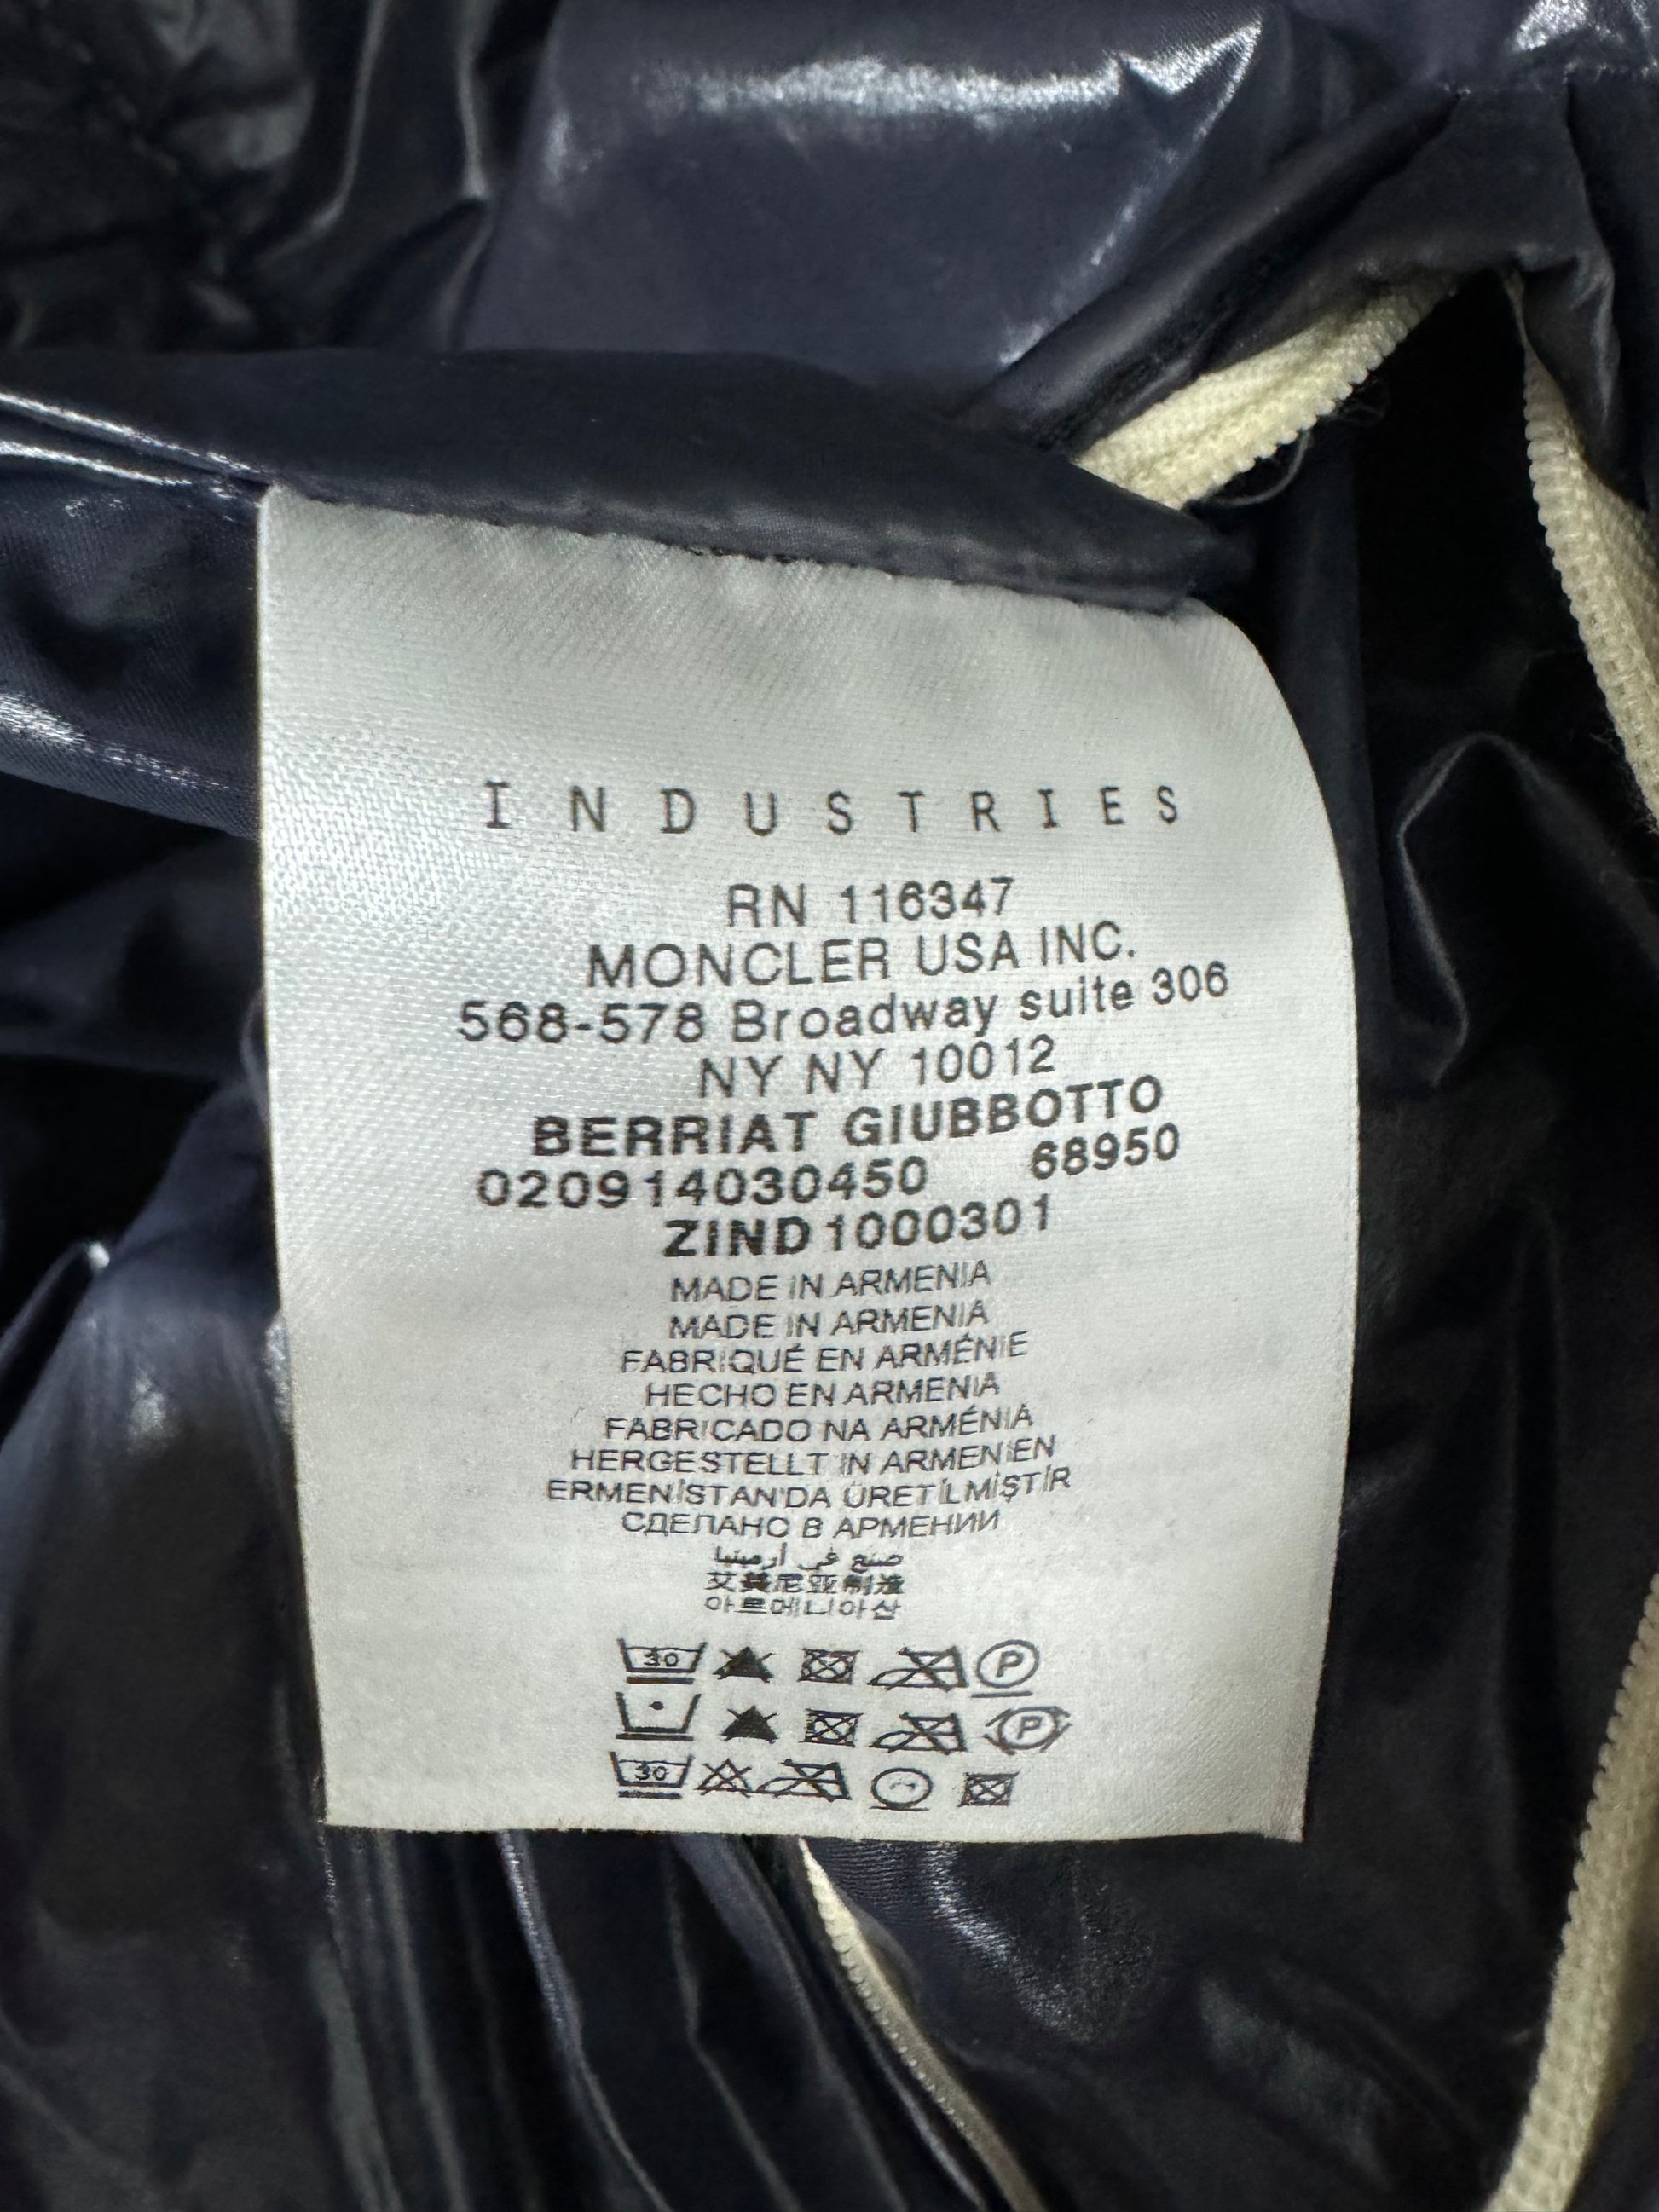 INDUSTRIES
RN 116347
MONCLER USA INC.
568-578 Broadway suite 306
NY NY 10012
BERRIAT GIUBBOTTO
020914030450 68950
ZIND1000301
MADE IN ARMENIA
MADE IN ARMENIA
FABRIQUÉ EN ARMÉNIE
HECHO EN ARMENIA
FABRICADO NA ARMÉNIA
HERGESTELLT IN ARMENIEN
ERMENİSTAN'DA ÜRETİLMİŞTİR
СДЕЛАНО В АРМЕНИИ
صنع في أرمينيا
艾美尼亚制造
아르메니아산
30 P
P
30